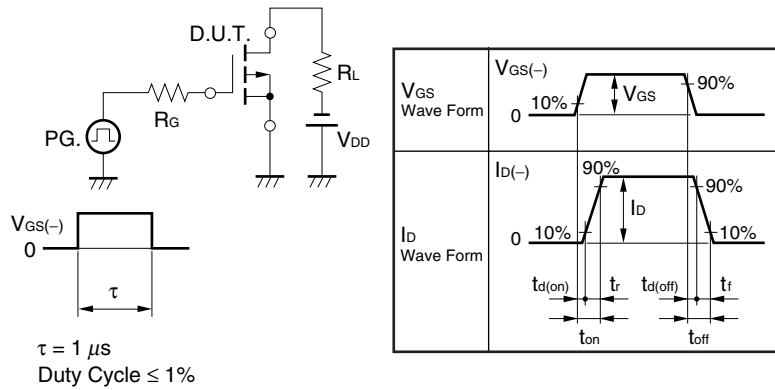 D.U.T.
RL
RG
PG.
VDD
VGS(−)
0
τ
τ = 1 μs
Duty Cycle ≤ 1%
VGS
Wave Form
VGS(−)
10%
0
VGS
90%
ID
Wave Form
ID(−)
90%
90%
10%
0
ID
10%
td(on)
tr
td(off)
tf
ton
toff